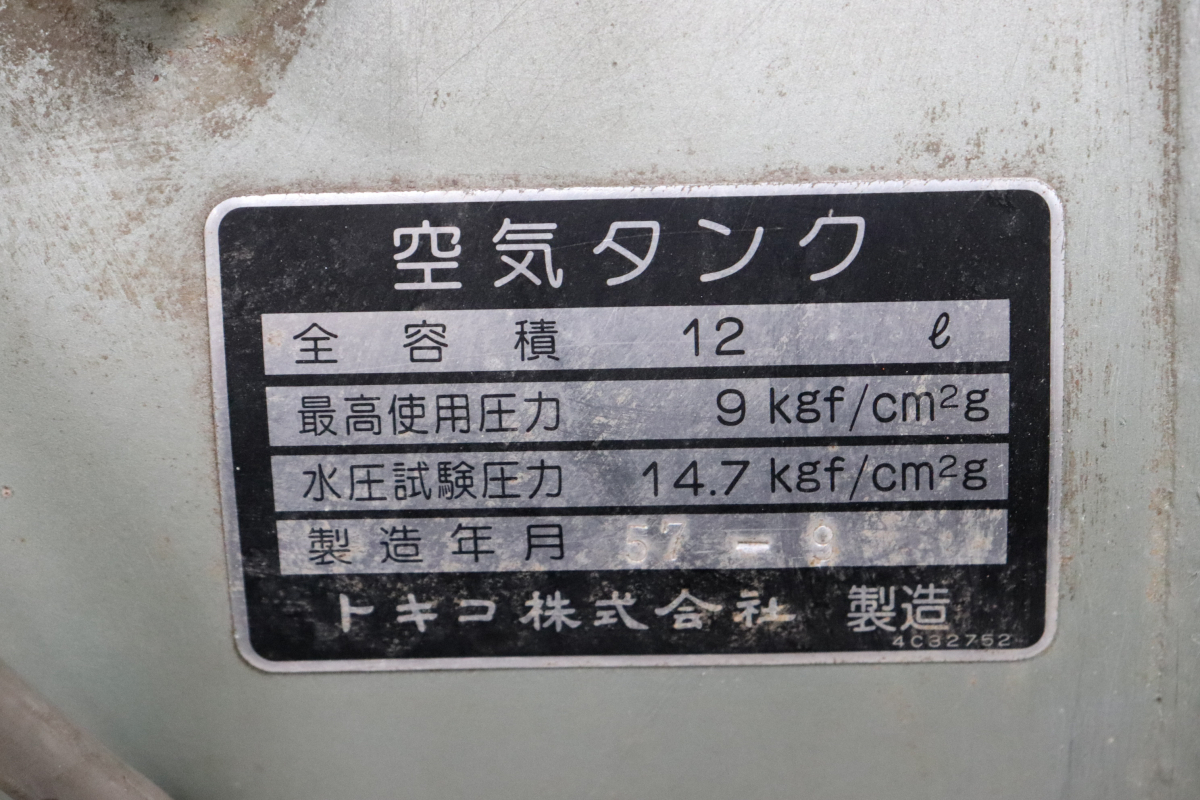 空気タンク
全容積 12 ℓ
最高使用圧力 9 kgf/cm²g
水圧試験圧力 14.7 kgf/cm²g
製造年月 57-9
トキコ株式会社 製造
4C32752